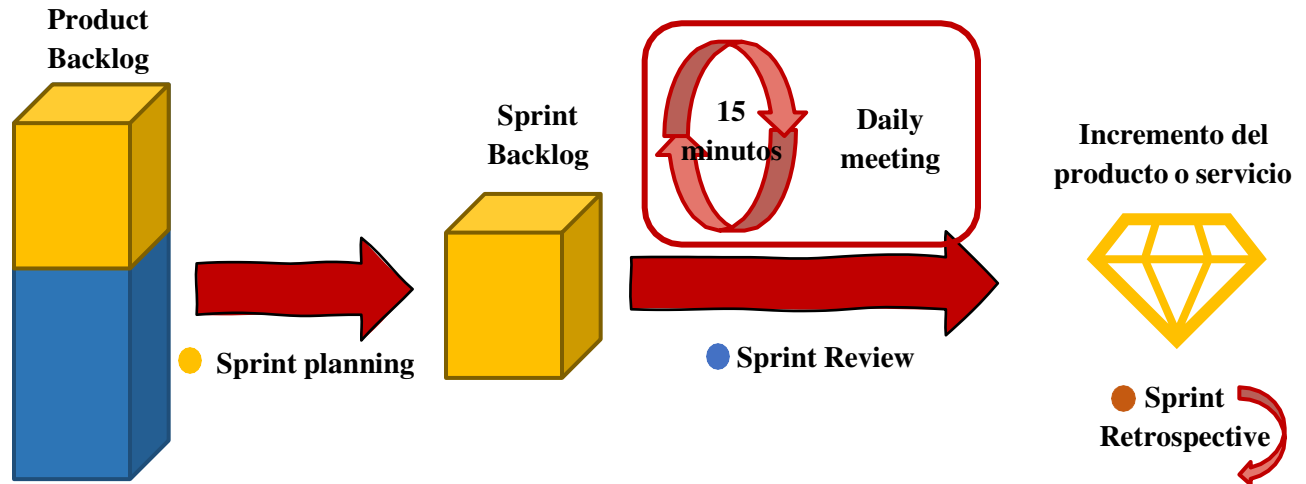 Product
Backlog
Sprint planning
Sprint
Backlog
15
minutos
Daily
meeting
Sprint Review
Incremento del
producto o servicio
Sprint
Retrospective